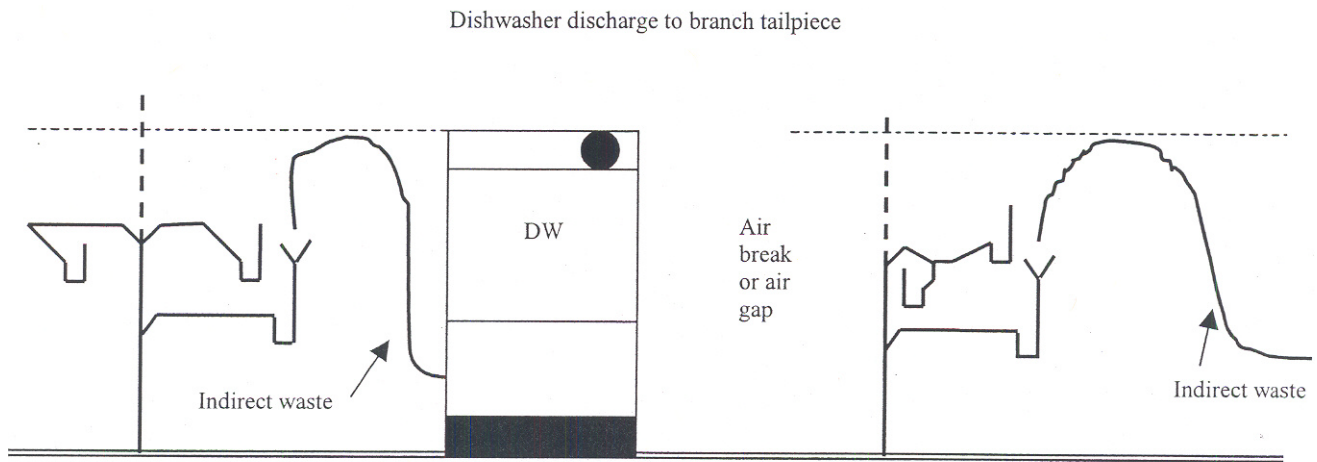 Dishwasher discharge to branch tailpiece
DW
Indirect waste
Air
break
or air
gap
Indirect waste